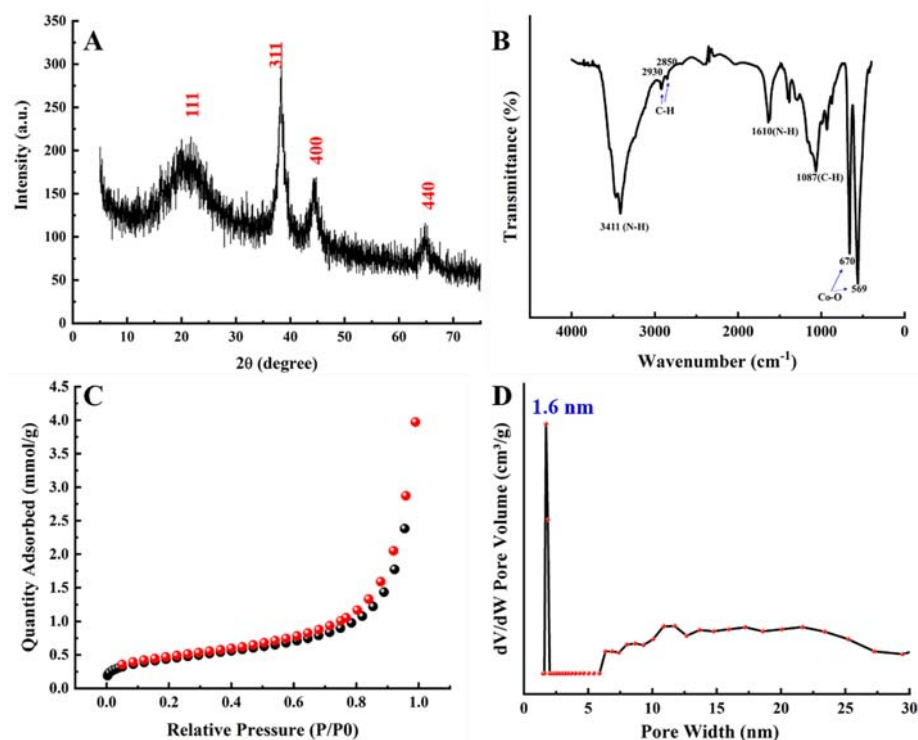 A
350
300
250
200
150
100
50
0
Intensity (a.u.)
111
311
400
440
0 10 20 30 40 50 60 70
2θ (degree)
B
Transmittance (%)
2930
2850
C-H
1610(N-H)
1087(C-H)
3411 (N-H)
670
569
Co-O
4000 3000 2000 1000 0
Wavenumber (cm⁻¹)
C
4.5
4.0
3.5
3.0
2.5
2.0
1.5
1.0
0.5
0.0
Quantity Adsorbed (mmol/g)
0.0 0.2 0.4 0.6 0.8 1.0
Relative Pressure (P/P0)
D
1.6 nm
dV/dW Pore Volume (cm³/g)
0 5 10 15 20 25 30
Pore Width (nm)